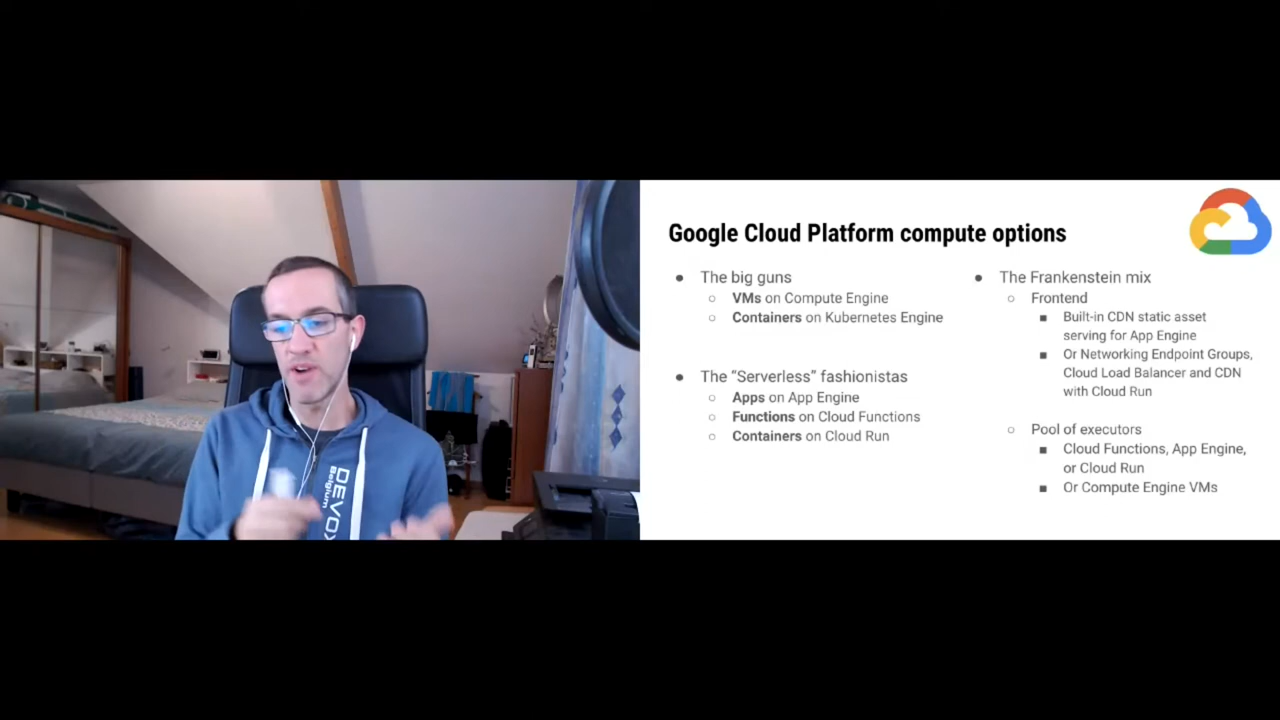 Google Cloud Platform compute options
● The big guns
○ VMs on Compute Engine
○ Containers on Kubernetes Engine
● The “Serverless” fashionistas
○ Apps on App Engine
○ Functions on Cloud Functions
○ Containers on Cloud Run
● The Frankenstein mix
○ Frontend
■ Built-in CDN static asset
serving for App Engine
■ Or Networking Endpoint Groups,
Cloud Load Balancer and CDN
with Cloud Run
○ Pool of executors
■ Cloud Functions, App Engine,
or Cloud Run
■ Or Compute Engine VMs
DEVOX
Belgium